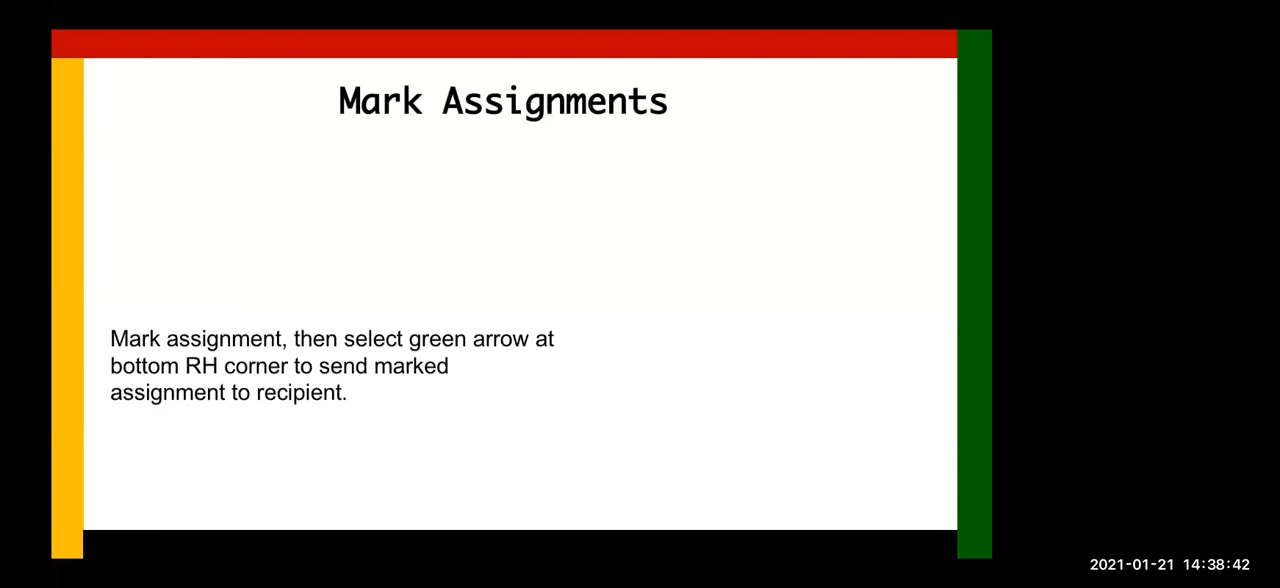 Mark Assignments
Mark assignment, then select green arrow at
bottom RH corner to send marked
assignment to recipient.
2021-01-21 14:38:42